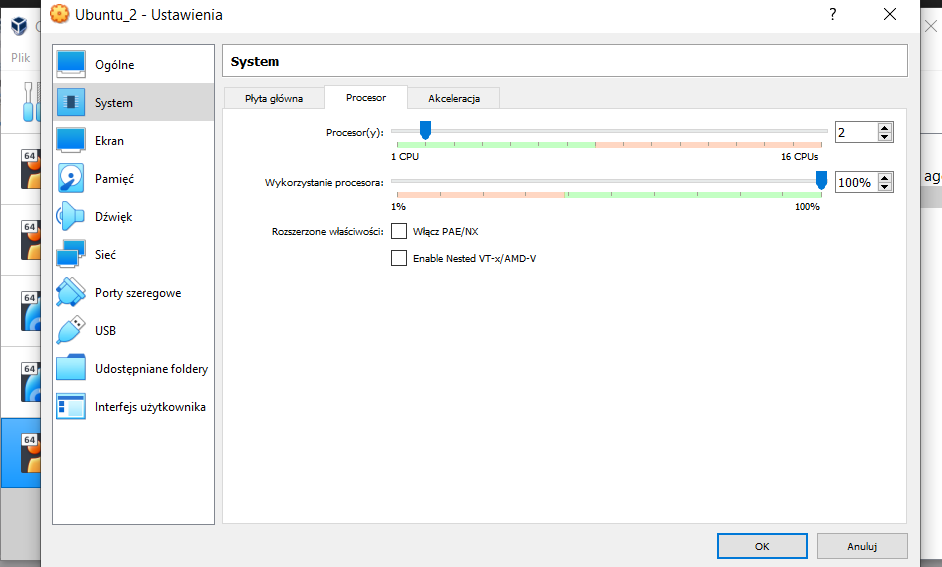 Ubuntu_2 - Ustawienia
?
Plik
Ogólne
System
Ekran
Pamięć
Dźwięk
Sieć
Porty szeregowe
USB
Udostępniane foldery
Interfejs użytkownika
System
Płyta główna
Procesor
Akceleracja
Procesor(y):
2
1 CPU
16 CPUs
Wykorzystanie procesora:
100%
1%
100%
Rozszerzone właściwości:
Włącz PAE/NX
Enable Nested VT-x/AMD-V
64
64
64
64
64
OK
Anuluj